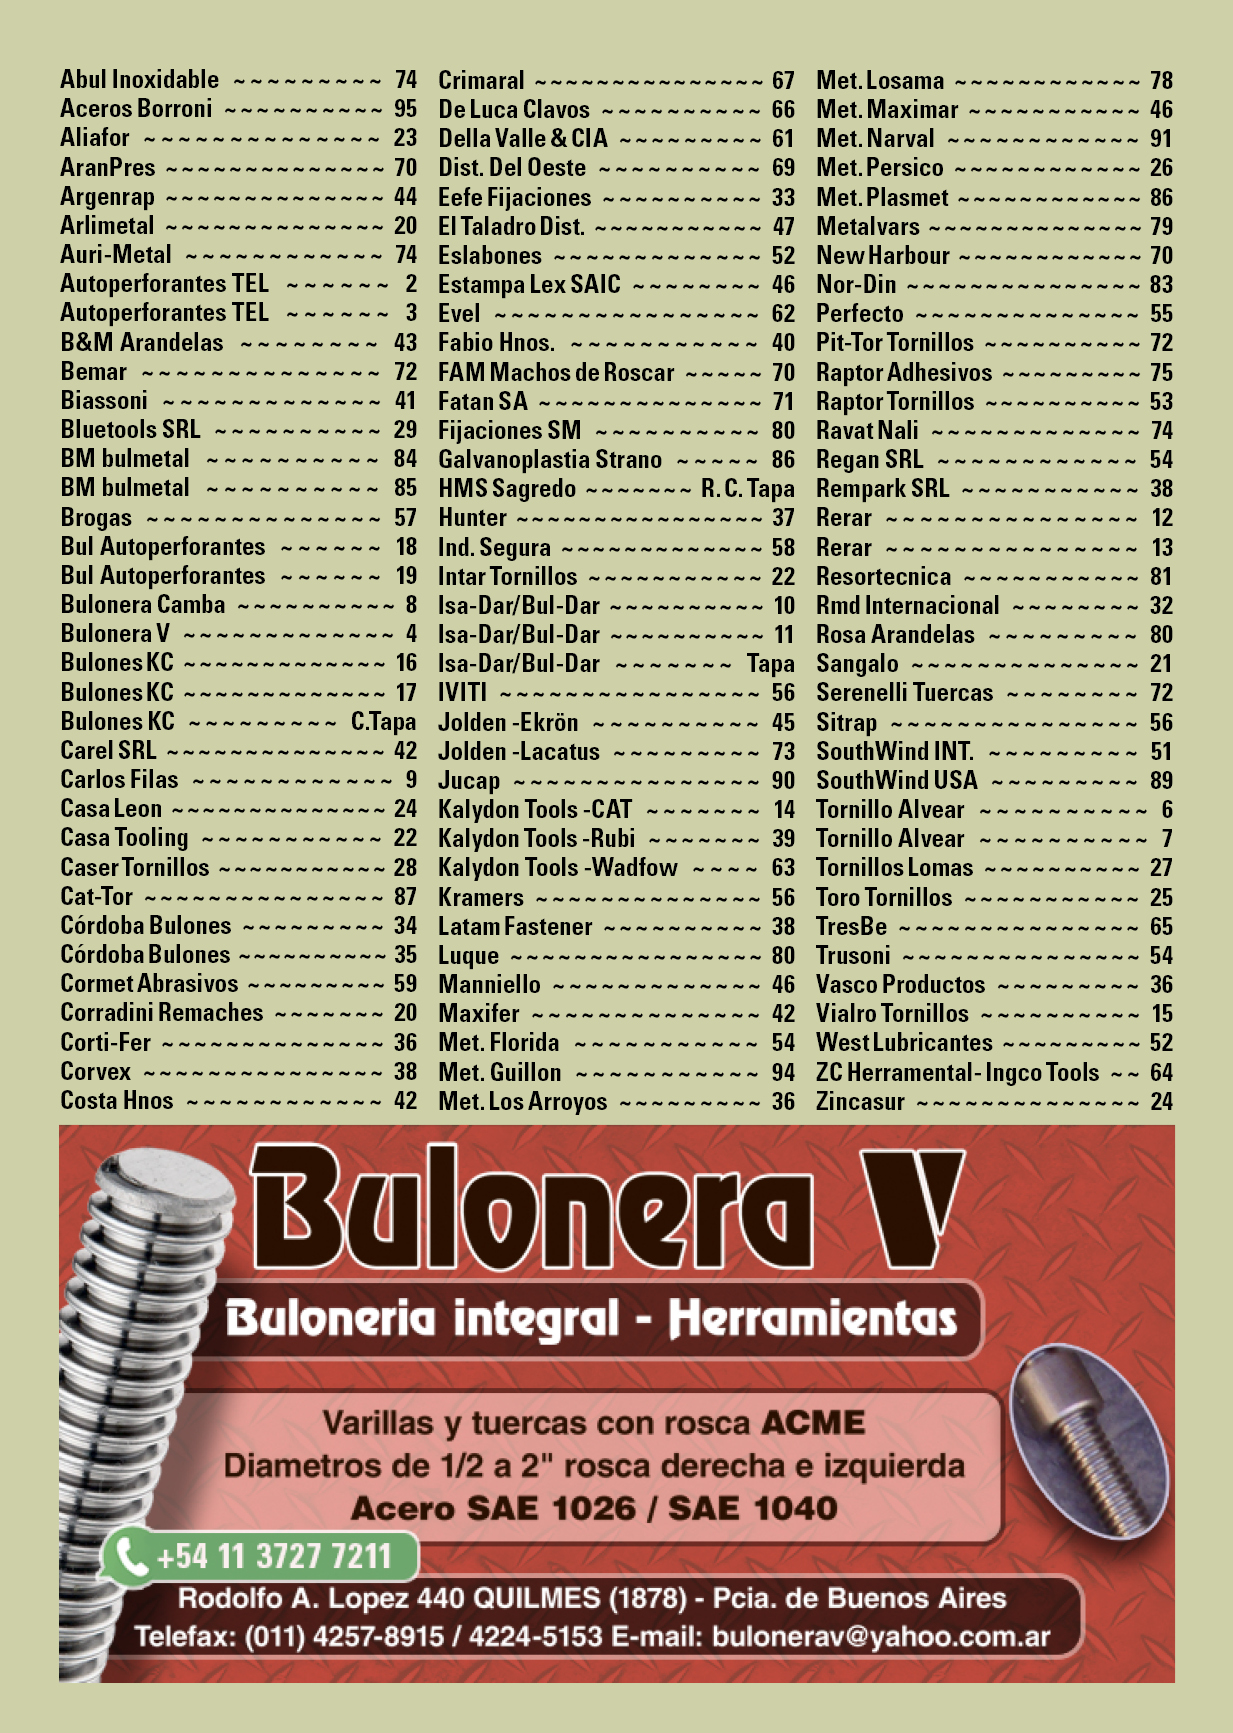 Abul Inoxidable ~ ~ ~ ~ ~ ~ ~ ~ ~ 74
Aceros Borroni ~ ~ ~ ~ ~ ~ ~ ~ ~ ~ 95
Aliafor ~ ~ ~ ~ ~ ~ ~ ~ ~ ~ ~ ~ ~ ~ 23
AranPres ~ ~ ~ ~ ~ ~ ~ ~ ~ ~ ~ ~ ~ 70
Argenrap ~ ~ ~ ~ ~ ~ ~ ~ ~ ~ ~ ~ ~ 44
Arlimetal ~ ~ ~ ~ ~ ~ ~ ~ ~ ~ ~ ~ ~ 20
Auri-Metal ~ ~ ~ ~ ~ ~ ~ ~ ~ ~ ~ ~ 74
Autoperforantes TEL ~ ~ ~ ~ ~ ~ 2
Autoperforantes TEL ~ ~ ~ ~ ~ ~ 3
B&M Arandelas ~ ~ ~ ~ ~ ~ ~ ~ 43
Bemar ~ ~ ~ ~ ~ ~ ~ ~ ~ ~ ~ ~ ~ ~ 72
Biassoni ~ ~ ~ ~ ~ ~ ~ ~ ~ ~ ~ ~ ~ 41
Bluetools SRL ~ ~ ~ ~ ~ ~ ~ ~ ~ ~ 29
BM bulmetal ~ ~ ~ ~ ~ ~ ~ ~ ~ ~ 84
BM bulmetal ~ ~ ~ ~ ~ ~ ~ ~ ~ ~ 85
Brogas ~ ~ ~ ~ ~ ~ ~ ~ ~ ~ ~ ~ ~ ~ 57
Bul Autoperforantes ~ ~ ~ ~ ~ ~ 18
Bul Autoperforantes ~ ~ ~ ~ ~ ~ 19
Bulonera Camba ~ ~ ~ ~ ~ ~ ~ ~ ~ ~ 8
Bulonera V ~ ~ ~ ~ ~ ~ ~ ~ ~ ~ ~ ~ ~ 4
Bulones KC ~ ~ ~ ~ ~ ~ ~ ~ ~ ~ ~ ~ ~ 16
Bulones KC ~ ~ ~ ~ ~ ~ ~ ~ ~ ~ ~ ~ ~ 17
Bulones KC ~ ~ ~ ~ ~ ~ ~ ~ ~ C.Tapa
Carel SRL ~ ~ ~ ~ ~ ~ ~ ~ ~ ~ ~ ~ ~ ~ 42
Carlos Filas ~ ~ ~ ~ ~ ~ ~ ~ ~ ~ ~ ~ 9
Casa Leon ~ ~ ~ ~ ~ ~ ~ ~ ~ ~ ~ ~ ~ ~ 24
Casa Tooling ~ ~ ~ ~ ~ ~ ~ ~ ~ ~ ~ 22
Caser Tornillos ~ ~ ~ ~ ~ ~ ~ ~ ~ ~ ~ 28
Cat-Tor ~ ~ ~ ~ ~ ~ ~ ~ ~ ~ ~ ~ ~ ~ ~ 87
Córdoba Bulones ~ ~ ~ ~ ~ ~ ~ ~ ~ 34
Córdoba Bulones ~ ~ ~ ~ ~ ~ ~ ~ ~ ~ 35
Cormet Abrasivos ~ ~ ~ ~ ~ ~ ~ ~ ~ 59
Corradini Remaches ~ ~ ~ ~ ~ ~ ~ 20
Corti-Fer ~ ~ ~ ~ ~ ~ ~ ~ ~ ~ ~ ~ ~ ~ 36
Corvex ~ ~ ~ ~ ~ ~ ~ ~ ~ ~ ~ ~ ~ ~ ~ 38
Costa Hnos ~ ~ ~ ~ ~ ~ ~ ~ ~ ~ ~ ~ 42
Crimaral ~ ~ ~ ~ ~ ~ ~ ~ ~ ~ ~ ~ ~ ~ ~ 67
De Luca Clavos ~ ~ ~ ~ ~ ~ ~ ~ ~ ~ 66
Della Valle & CIA ~ ~ ~ ~ ~ ~ ~ ~ ~ 61
Dist. Del Oeste ~ ~ ~ ~ ~ ~ ~ ~ ~ ~ 69
Eefe Fijaciones ~ ~ ~ ~ ~ ~ ~ ~ ~ ~ 33
El Taladro Dist. ~ ~ ~ ~ ~ ~ ~ ~ ~ ~ ~ 47
Eslabones ~ ~ ~ ~ ~ ~ ~ ~ ~ ~ ~ ~ 52
Estampa Lex SAIC ~ ~ ~ ~ ~ ~ ~ ~ 46
Evel ~ ~ ~ ~ ~ ~ ~ ~ ~ ~ ~ ~ ~ ~ ~ ~ 62
Fabio Hnos. ~ ~ ~ ~ ~ ~ ~ ~ ~ ~ ~ 40
FAM Machos de Roscar ~ ~ ~ ~ ~ 70
Fatan SA ~ ~ ~ ~ ~ ~ ~ ~ ~ ~ ~ ~ ~ ~ 71
Fijaciones SM ~ ~ ~ ~ ~ ~ ~ ~ ~ ~ 80
Galvanoplastia Strano ~ ~ ~ ~ ~ 86
HMS Sagredo ~ ~ ~ ~ ~ ~ ~ R. C. Tapa
Hunter ~ ~ ~ ~ ~ ~ ~ ~ ~ ~ ~ ~ ~ ~ ~ ~ 37
Ind. Segura ~ ~ ~ ~ ~ ~ ~ ~ ~ ~ ~ ~ ~ 58
Intar Tornillos ~ ~ ~ ~ ~ ~ ~ ~ ~ ~ ~ 22
Isa-Dar/Bul-Dar ~ ~ ~ ~ ~ ~ ~ ~ ~ ~ 10
Isa-Dar/Bul-Dar ~ ~ ~ ~ ~ ~ ~ ~ ~ ~ 11
Isa-Dar/Bul-Dar ~ ~ ~ ~ ~ ~ ~ Tapa
IVITI ~ ~ ~ ~ ~ ~ ~ ~ ~ ~ ~ ~ ~ ~ ~ ~ 56
Jolden -Ekrön ~ ~ ~ ~ ~ ~ ~ ~ ~ ~ 45
Jolden -Lacatus ~ ~ ~ ~ ~ ~ ~ ~ ~ 73
Jucap ~ ~ ~ ~ ~ ~ ~ ~ ~ ~ ~ ~ ~ ~ ~ 90
Kalydon Tools -CAT ~ ~ ~ ~ ~ ~ ~ 14
Kalydon Tools -Rubi ~ ~ ~ ~ ~ ~ ~ 39
Kalydon Tools -Wadfow ~ ~ ~ ~ 63
Kramers ~ ~ ~ ~ ~ ~ ~ ~ ~ ~ ~ ~ ~ ~ 56
Latam Fastener ~ ~ ~ ~ ~ ~ ~ ~ ~ ~ 38
Luque ~ ~ ~ ~ ~ ~ ~ ~ ~ ~ ~ ~ ~ ~ ~ 80
Manniello ~ ~ ~ ~ ~ ~ ~ ~ ~ ~ ~ ~ 46
Maxifer ~ ~ ~ ~ ~ ~ ~ ~ ~ ~ ~ ~ ~ ~ 42
Met. Florida ~ ~ ~ ~ ~ ~ ~ ~ ~ ~ ~ 54
Met. Guillon ~ ~ ~ ~ ~ ~ ~ ~ ~ ~ ~ 94
Met. Los Arroyos ~ ~ ~ ~ ~ ~ ~ ~ ~ 36
Met. Losama ~ ~ ~ ~ ~ ~ ~ ~ ~ ~ ~ ~ 78
Met. Maximar ~ ~ ~ ~ ~ ~ ~ ~ ~ ~ ~ 46
Met. Narval ~ ~ ~ ~ ~ ~ ~ ~ ~ ~ ~ ~ 91
Met. Persico ~ ~ ~ ~ ~ ~ ~ ~ ~ ~ ~ ~ 26
Met. Plasmet ~ ~ ~ ~ ~ ~ ~ ~ ~ ~ ~ ~ 86
Metalvars ~ ~ ~ ~ ~ ~ ~ ~ ~ ~ ~ ~ ~ ~ 79
New Harbour ~ ~ ~ ~ ~ ~ ~ ~ ~ ~ ~ ~ 70
Nor-Din ~ ~ ~ ~ ~ ~ ~ ~ ~ ~ ~ ~ ~ ~ ~ 83
Perfecto ~ ~ ~ ~ ~ ~ ~ ~ ~ ~ ~ ~ ~ ~ 55
Pit-Tor Tornillos ~ ~ ~ ~ ~ ~ ~ ~ ~ ~ 72
Raptor Adhesivos ~ ~ ~ ~ ~ ~ ~ ~ ~ 75
Raptor Tornillos ~ ~ ~ ~ ~ ~ ~ ~ ~ ~ 53
Ravat Nali ~ ~ ~ ~ ~ ~ ~ ~ ~ ~ ~ ~ ~ 74
Regan SRL ~ ~ ~ ~ ~ ~ ~ ~ ~ ~ ~ ~ 54
Rempark SRL ~ ~ ~ ~ ~ ~ ~ ~ ~ ~ ~ 38
Rerar ~ ~ ~ ~ ~ ~ ~ ~ ~ ~ ~ ~ ~ ~ ~ 12
Rerar ~ ~ ~ ~ ~ ~ ~ ~ ~ ~ ~ ~ ~ ~ ~ 13
Resortecnica ~ ~ ~ ~ ~ ~ ~ ~ ~ ~ ~ 81
Rmd Internacional ~ ~ ~ ~ ~ ~ ~ ~ 32
Rosa Arandelas ~ ~ ~ ~ ~ ~ ~ ~ ~ 80
Sangalo ~ ~ ~ ~ ~ ~ ~ ~ ~ ~ ~ ~ ~ ~ 21
Serenelli Tuercas ~ ~ ~ ~ ~ ~ ~ ~ 72
Sitrap ~ ~ ~ ~ ~ ~ ~ ~ ~ ~ ~ ~ ~ ~ ~ 56
SouthWind INT. ~ ~ ~ ~ ~ ~ ~ ~ ~ 51
SouthWind USA ~ ~ ~ ~ ~ ~ ~ ~ ~ 89
Tornillo Alvear ~ ~ ~ ~ ~ ~ ~ ~ ~ ~ 6
Tornillo Alvear ~ ~ ~ ~ ~ ~ ~ ~ ~ ~ 7
Tornillos Lomas ~ ~ ~ ~ ~ ~ ~ ~ ~ ~ 27
Toro Tornillos ~ ~ ~ ~ ~ ~ ~ ~ ~ ~ ~ 25
TresBe ~ ~ ~ ~ ~ ~ ~ ~ ~ ~ ~ ~ ~ ~ ~ 65
Trusoni ~ ~ ~ ~ ~ ~ ~ ~ ~ ~ ~ ~ ~ ~ 54
Vasco Productos ~ ~ ~ ~ ~ ~ ~ ~ ~ 36
Vialro Tornillos ~ ~ ~ ~ ~ ~ ~ ~ ~ ~ 15
West Lubricantes ~ ~ ~ ~ ~ ~ ~ ~ ~ 52
ZC Herramental- Ingco Tools ~ ~ 64
Zincasur ~ ~ ~ ~ ~ ~ ~ ~ ~ ~ ~ ~ ~ ~ 24
Bulonera V
Buloneria integral - Herramientas
Varillas y tuercas con rosca ACME
Diametros de 1/2 a 2" rosca derecha e izquierda
Acero SAE 1026 / SAE 1040
+54 11 3727 7211
Rodolfo A. Lopez 440 QUILMES (1878) - Pcia. de Buenos Aires
Telefax: (011) 4257-8915 / 4224-5153 E-mail: bulonerav@yahoo.com.ar